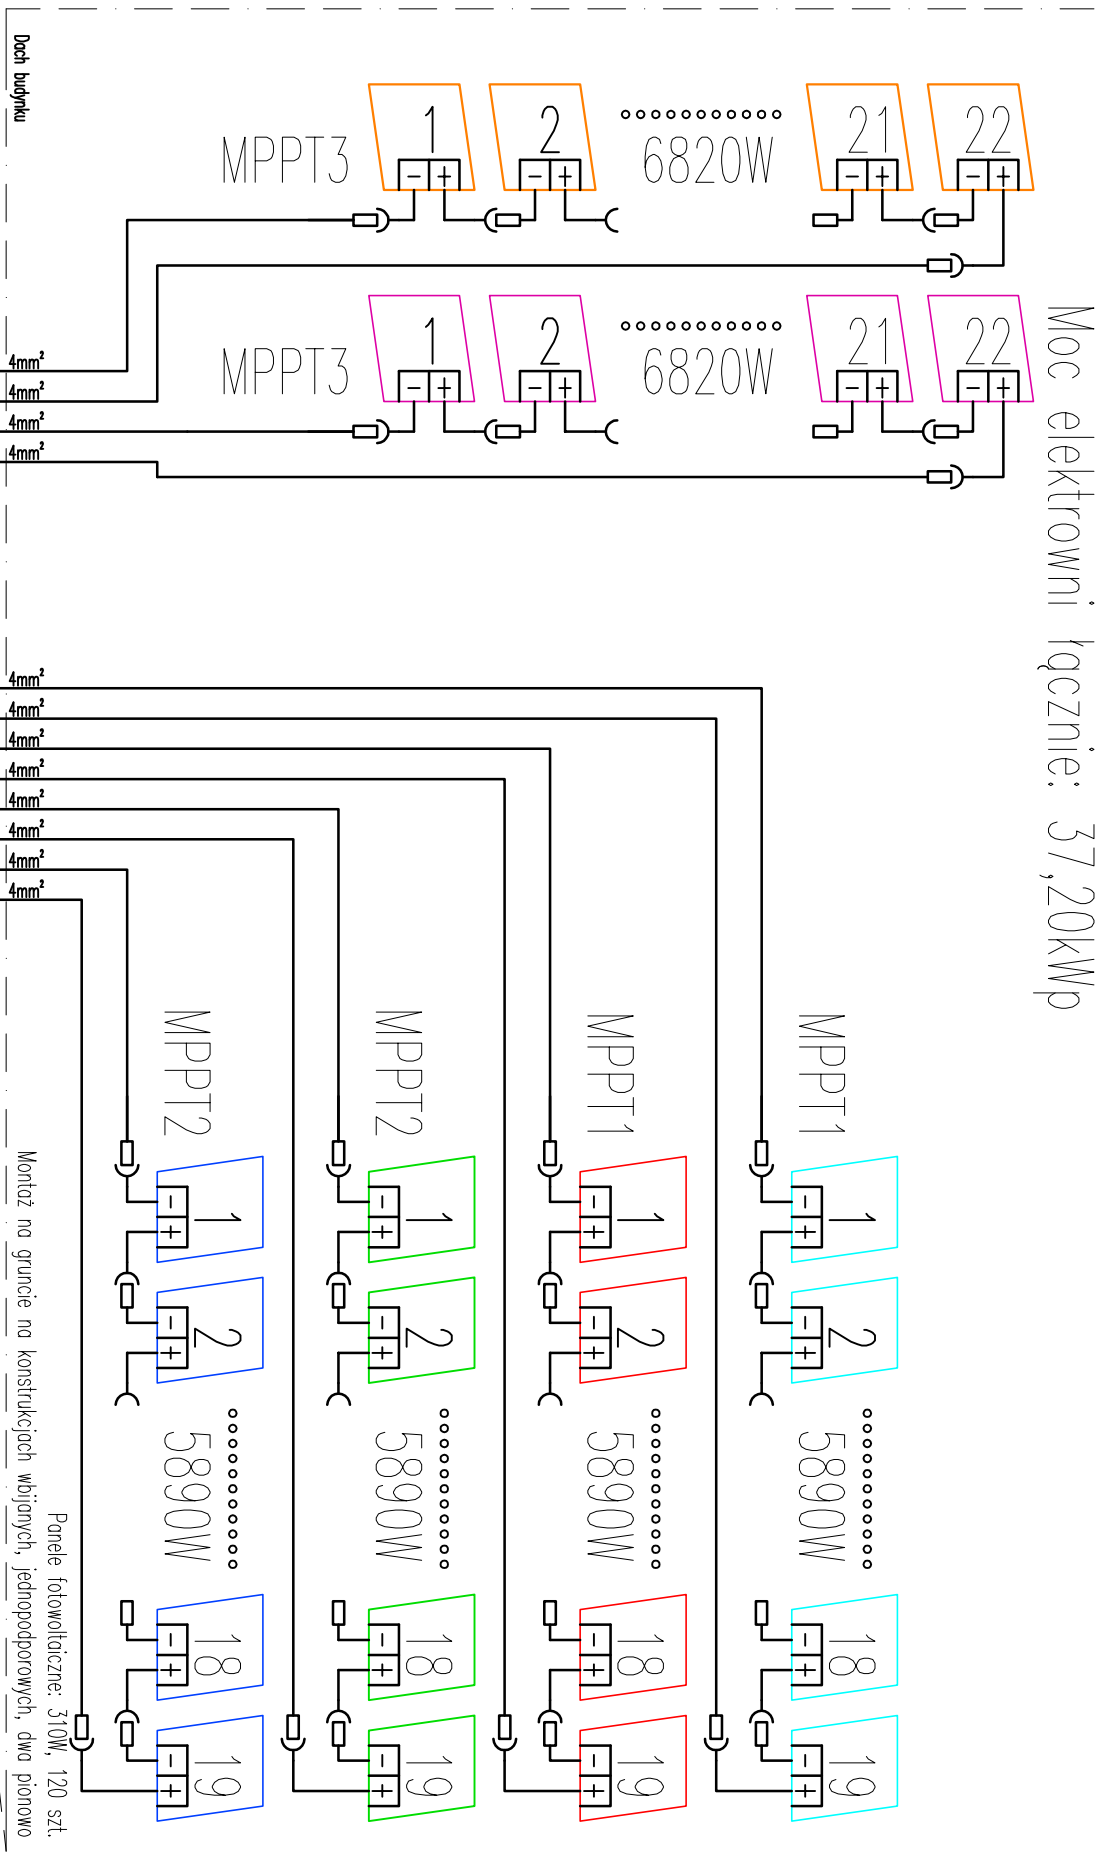 Moc elektrowni łącznie: 37,20kWp
Dach budynku
1
2
6820W
21
22
MPPT3
- +
- +
- +
- +
1
2
6820W
21
22
MPPT3
- +
- +
- +
- +
4mm²
4mm²
4mm²
4mm²
4mm²
4mm²
4mm²
4mm²
4mm²
4mm²
4mm²
4mm²
MPPT1
- +
1
- +
2
5890W
- +
18
- +
19
MPPT1
- +
1
- +
2
5890W
- +
18
- +
19
MPPT2
- +
1
- +
2
5890W
- +
18
- +
19
MPPT2
- +
1
- +
2
5890W
- +
18
- +
19
Panele fotowoltaiczne: 310W, 120 szt.
Montaż na gruncie na konstrukcjach wbijanych, jednopodporowych, dwa pionowo